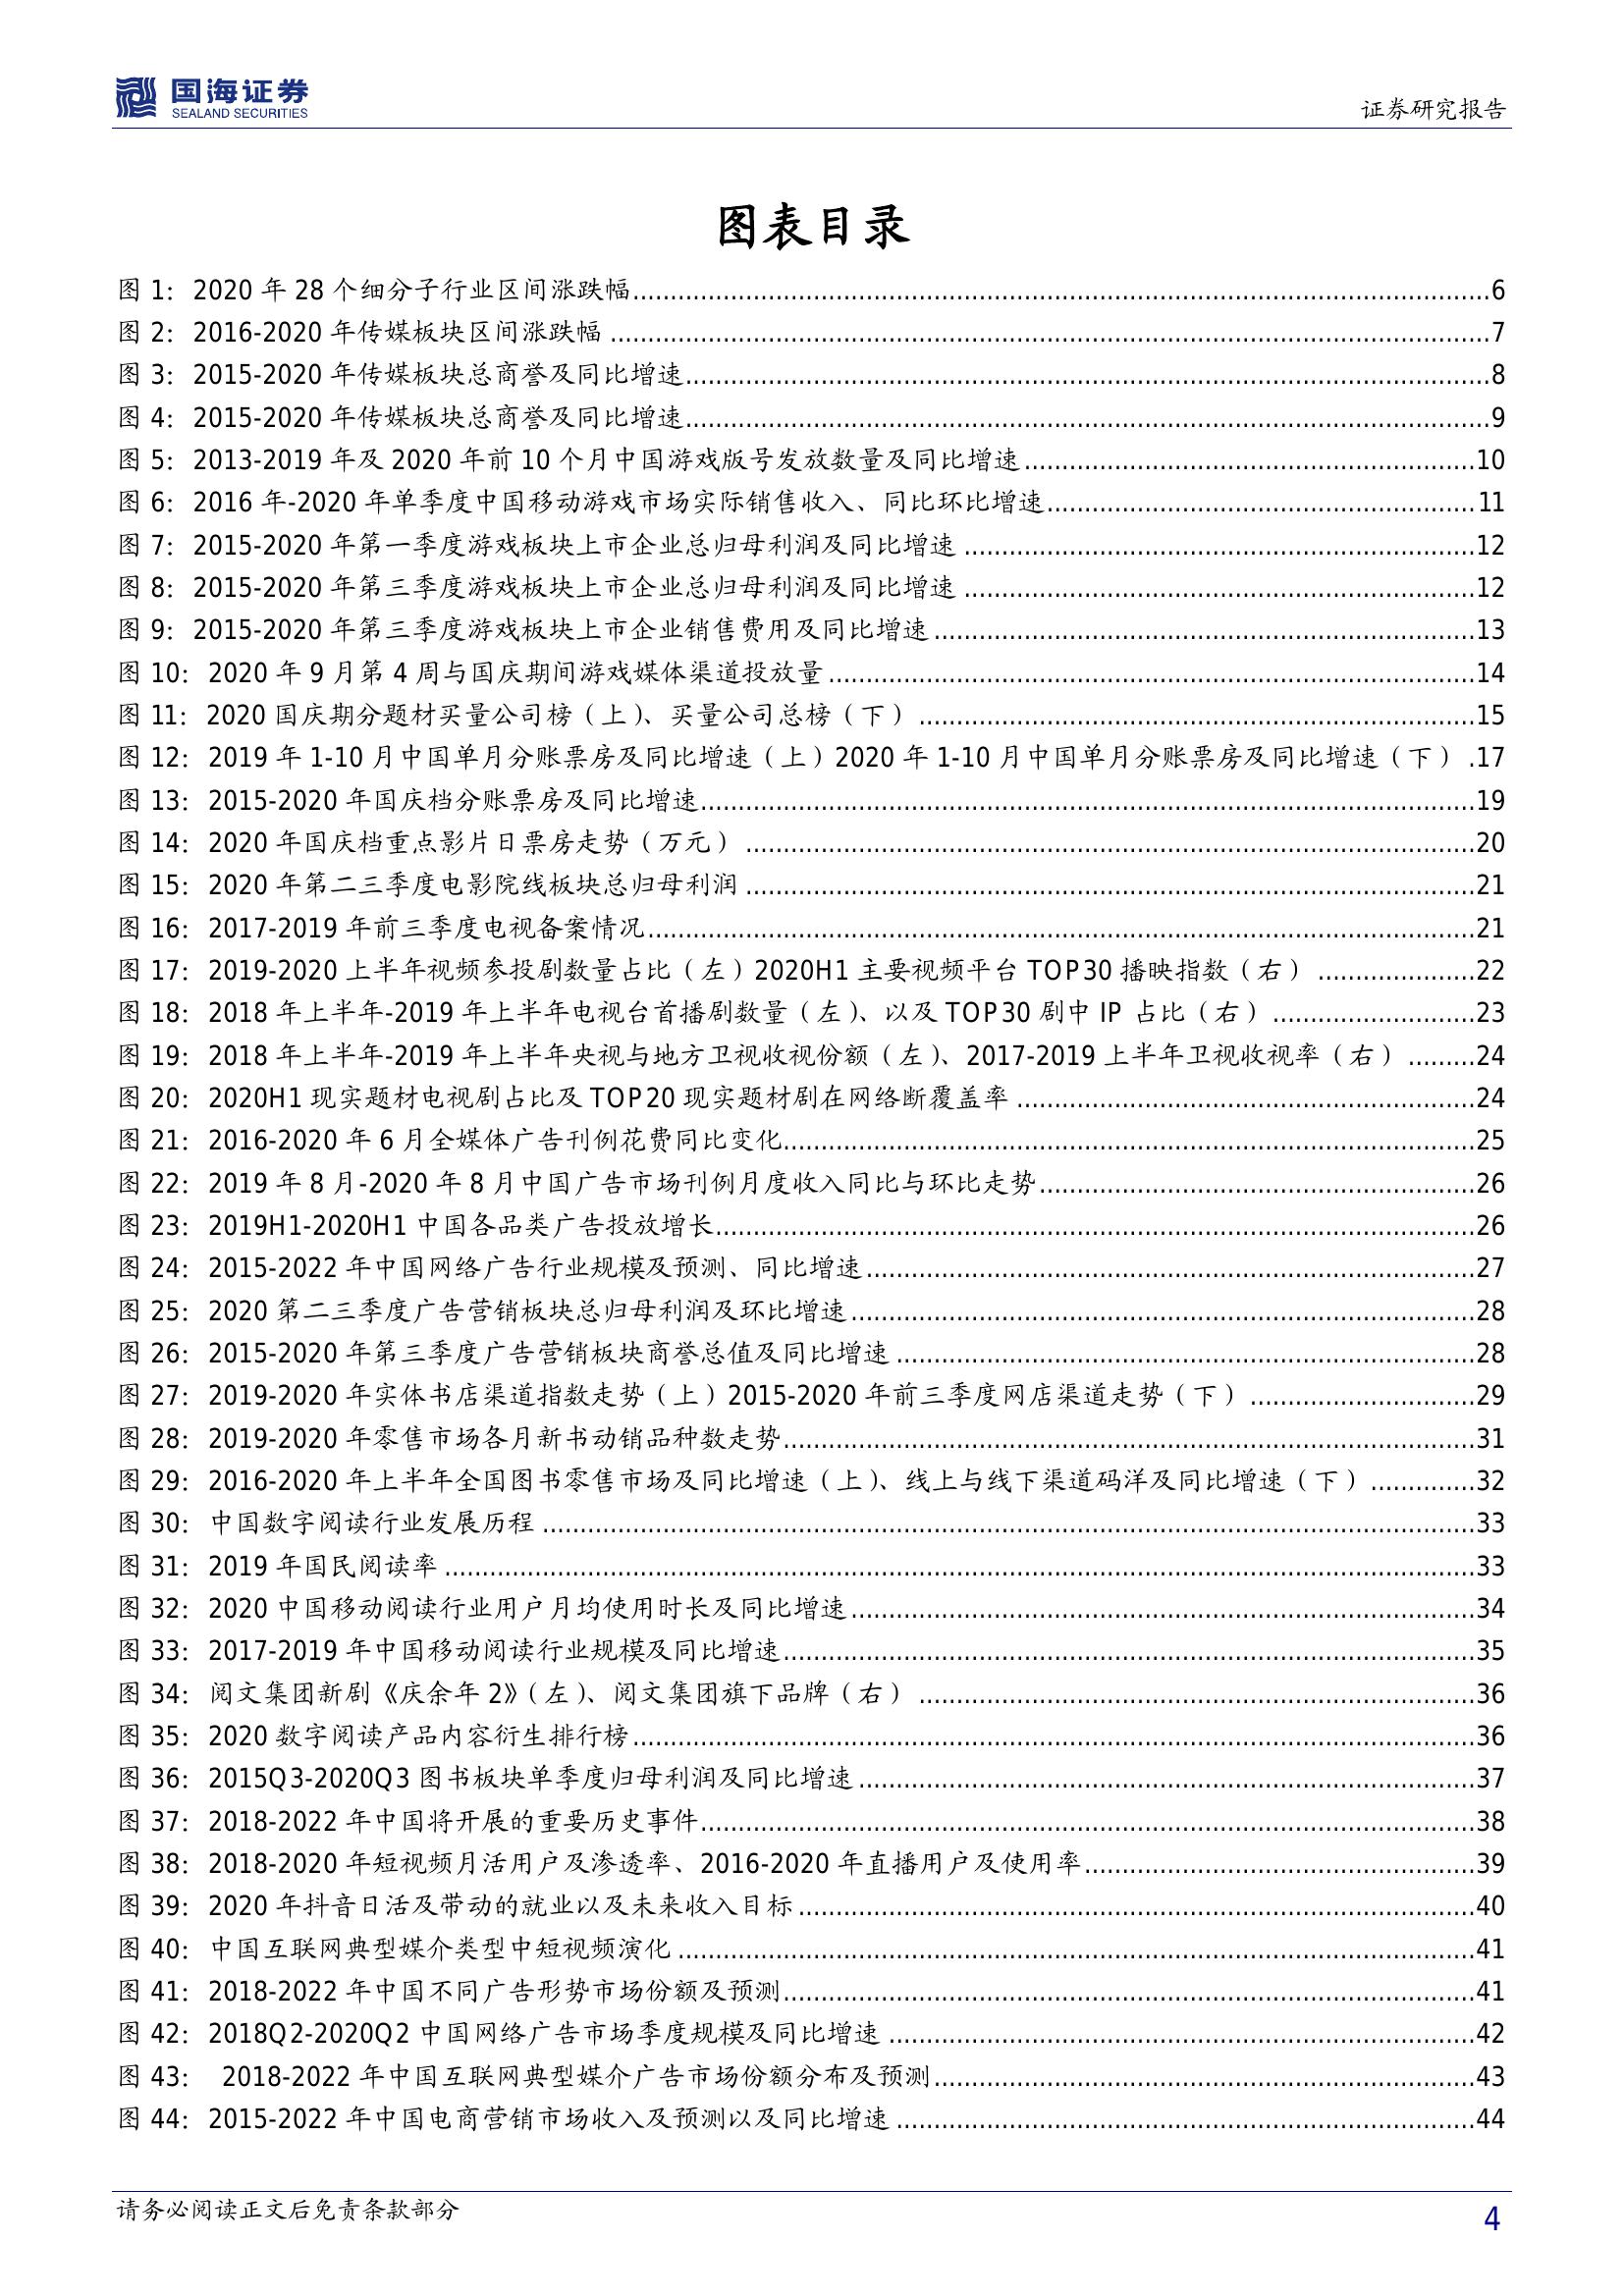 国海证券
SEALAND SECURITIES
证券研究报告
图表目录
图 1: 2020 年 28 个细分子行业区间涨跌幅 6
图 2: 2016-2020 年传媒板块区间涨跌幅 7
图 3: 2015-2020 年传媒板块总商誉及同比增速 8
图 4: 2015-2020 年传媒板块总商誉及同比增速 9
图 5: 2013-2019 年及 2020 年前 10 个月中国游戏版号发放数量及同比增速 10
图 6: 2016 年-2020 年单季度中国移动游戏市场实际销售收入、同比环比增速 11
图 7: 2015-2020 年第一季度游戏板块上市企业总归母利润及同比增速 12
图 8: 2015-2020 年第三季度游戏板块上市企业总归母利润及同比增速 12
图 9: 2015-2020 年第三季度游戏板块上市企业销售费用及同比增速 13
图 10: 2020 年 9 月第 4 周与国庆期间游戏媒体渠道投放量 14
图 11: 2020 国庆期分题材买量公司榜（上）、买量公司总榜（下） 15
图 12: 2019 年 1-10 月中国单月分账票房及同比增速（上）2020 年 1-10 月中国单月分账票房及同比增速（下） 17
图 13: 2015-2020 年国庆档分账票房及同比增速 19
图 14: 2020 年国庆档重点影片日票房走势（万元） 20
图 15: 2020 年第二三季度电影院线板块总归母利润 21
图 16: 2017-2019 年前三季度电视备案情况 21
图 17: 2019-2020 上半年视频参投剧数量占比（左）2020H1 主要视频平台 TOP30 播映指数（右） 22
图 18: 2018 年上半年-2019 年上半年电视台首播剧数量（左）、以及 TOP30 剧中 IP 占比（右） 23
图 19: 2018 年上半年-2019 年上半年央视与地方卫视收视份额（左）、2017-2019 上半年卫视收视率（右） 24
图 20: 2020H1 现实题材电视剧占比及 TOP20 现实题材剧在网络断覆盖率 24
图 21: 2016-2020 年 6 月全媒体广告刊例花费同比变化 25
图 22: 2019 年 8 月-2020 年 8 月中国广告市场刊例月度收入同比与环比走势 26
图 23: 2019H1-2020H1 中国各品类广告投放增长 26
图 24: 2015-2022 年中国网络广告行业规模及预测、同比增速 27
图 25: 2020 第二三季度广告营销板块总归母利润及环比增速 28
图 26: 2015-2020 年第三季度广告营销板块商誉总值及同比增速 28
图 27: 2019-2020 年实体书店渠道指数走势（上）2015-2020 年前三季度网店渠道走势（下） 29
图 28: 2019-2020 年零售市场各月新书动销品种数走势 31
图 29: 2016-2020 年上半年全国图书零售市场及同比增速（上）、线上与线下渠道码洋及同比增速（下） 32
图 30: 中国数字阅读行业发展历程 33
图 31: 2019 年国民阅读率 33
图 32: 2020 中国移动阅读行业用户月均使用时长及同比增速 34
图 33: 2017-2019 年中国移动阅读行业规模及同比增速 35
图 34: 阅文集团新剧《庆余年 2》（左）、阅文集团旗下品牌（右） 36
图 35: 2020 数字阅读产品内容衍生排行榜 36
图 36: 2015Q3-2020Q3 图书板块单季度归母利润及同比增速 37
图 37: 2018-2022 年中国将开展的重要历史事件 38
图 38: 2018-2020 年短视频月活用户及渗透率、2016-2020 年直播用户及使用率 39
图 39: 2020 年抖音日活及带动的就业以及未来收入目标 40
图 40: 中国互联网典型媒介类型中短视频演化 41
图 41: 2018-2022 年中国不同广告形势市场份额及预测 41
图 42: 2018Q2-2020Q2 中国网络广告市场季度规模及同比增速 42
图 43: 2018-2022 年中国互联网典型媒介广告市场份额分布及预测 43
图 44: 2015-2022 年中国电商营销市场收入及预测以及同比增速 44
请务必阅读正文后免责条款部分
4